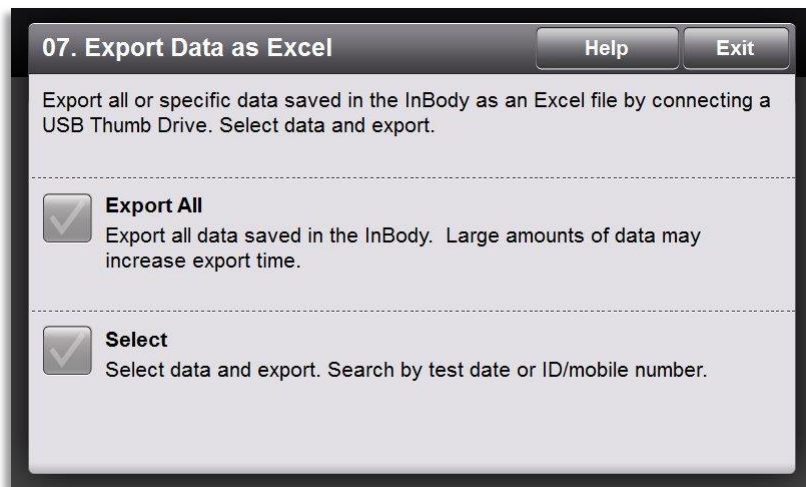 07. Export Data as Excel
Help
Exit
Export all or specific data saved in the InBody as an Excel file by connecting a
USB Thumb Drive. Select data and export.
Export All
Export all data saved in the InBody.  Large amounts of data may
increase export time.
Select
Select data and export. Search by test date or ID/mobile number.